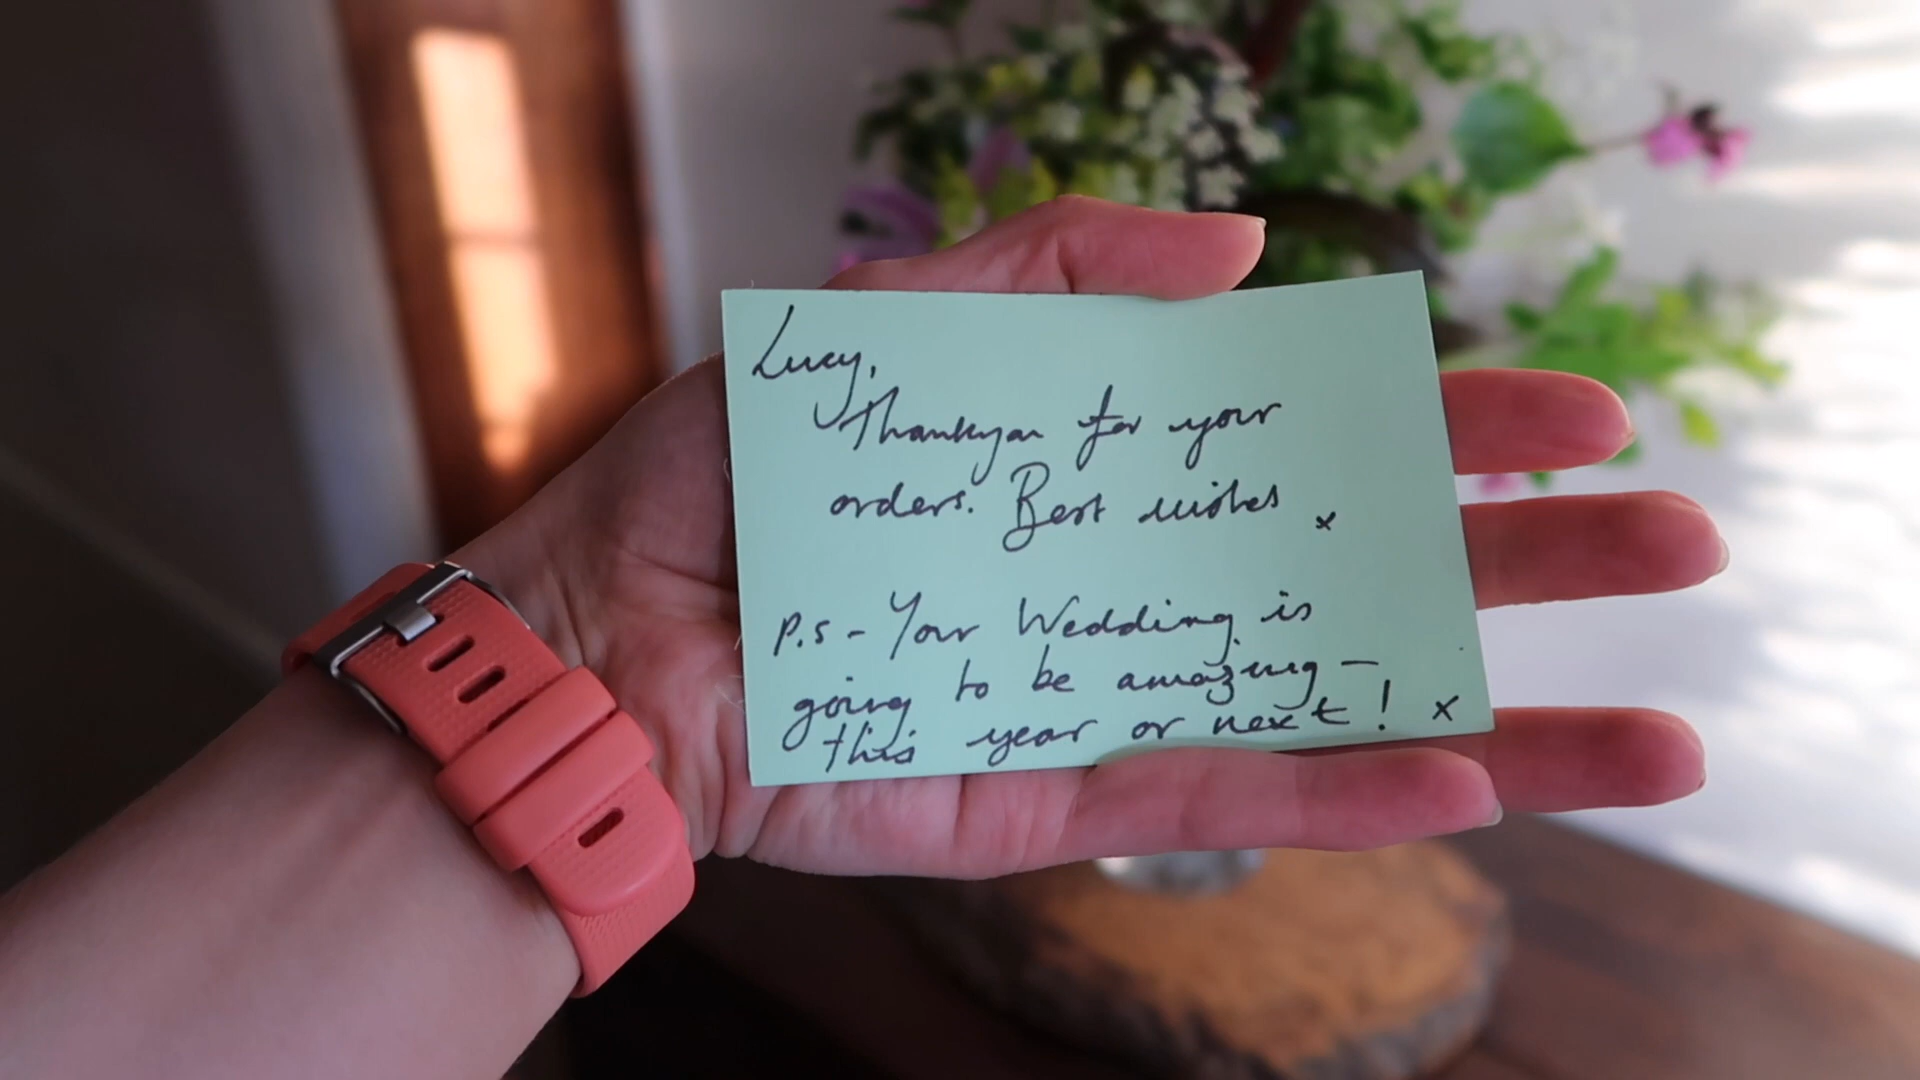 Lucy,
Thankyou for your
orders. Best wishes x
P.S - Your Wedding is
going to be amazing -
this year or next! x